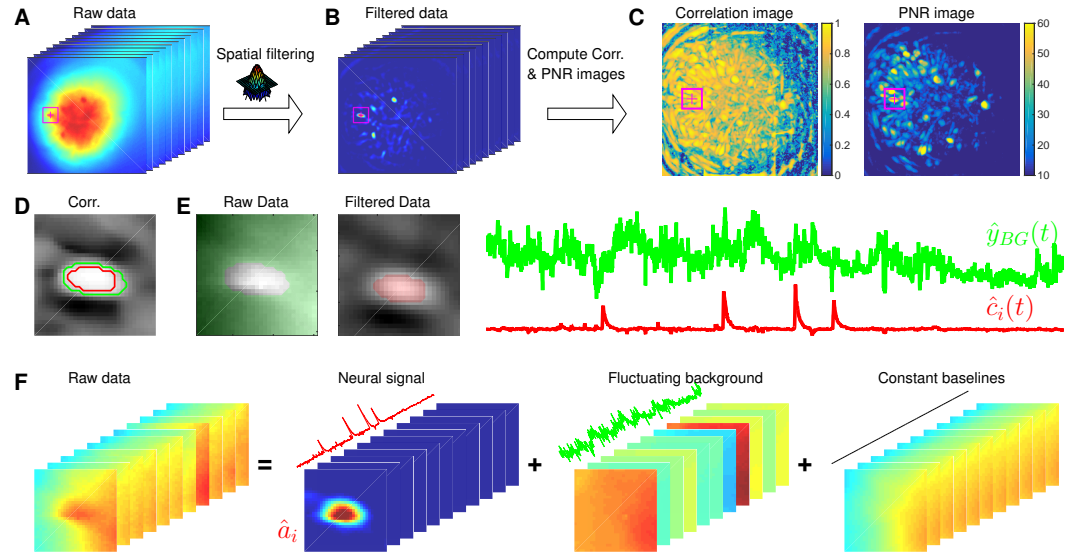 A
Raw data
Spatial filtering
B
Filtered data
Compute Corr.
& PNR images
C
Correlation image
1
0.8
0.6
0.4
0.2
0
PNR image
60
50
40
30
20
10
D
Corr.
E
Raw Data
Filtered Data
ŷ_BG(t)
ĉ_i(t)
F
Raw data
=
Neural signal
â_i
+
Fluctuating background
+
Constant baselines